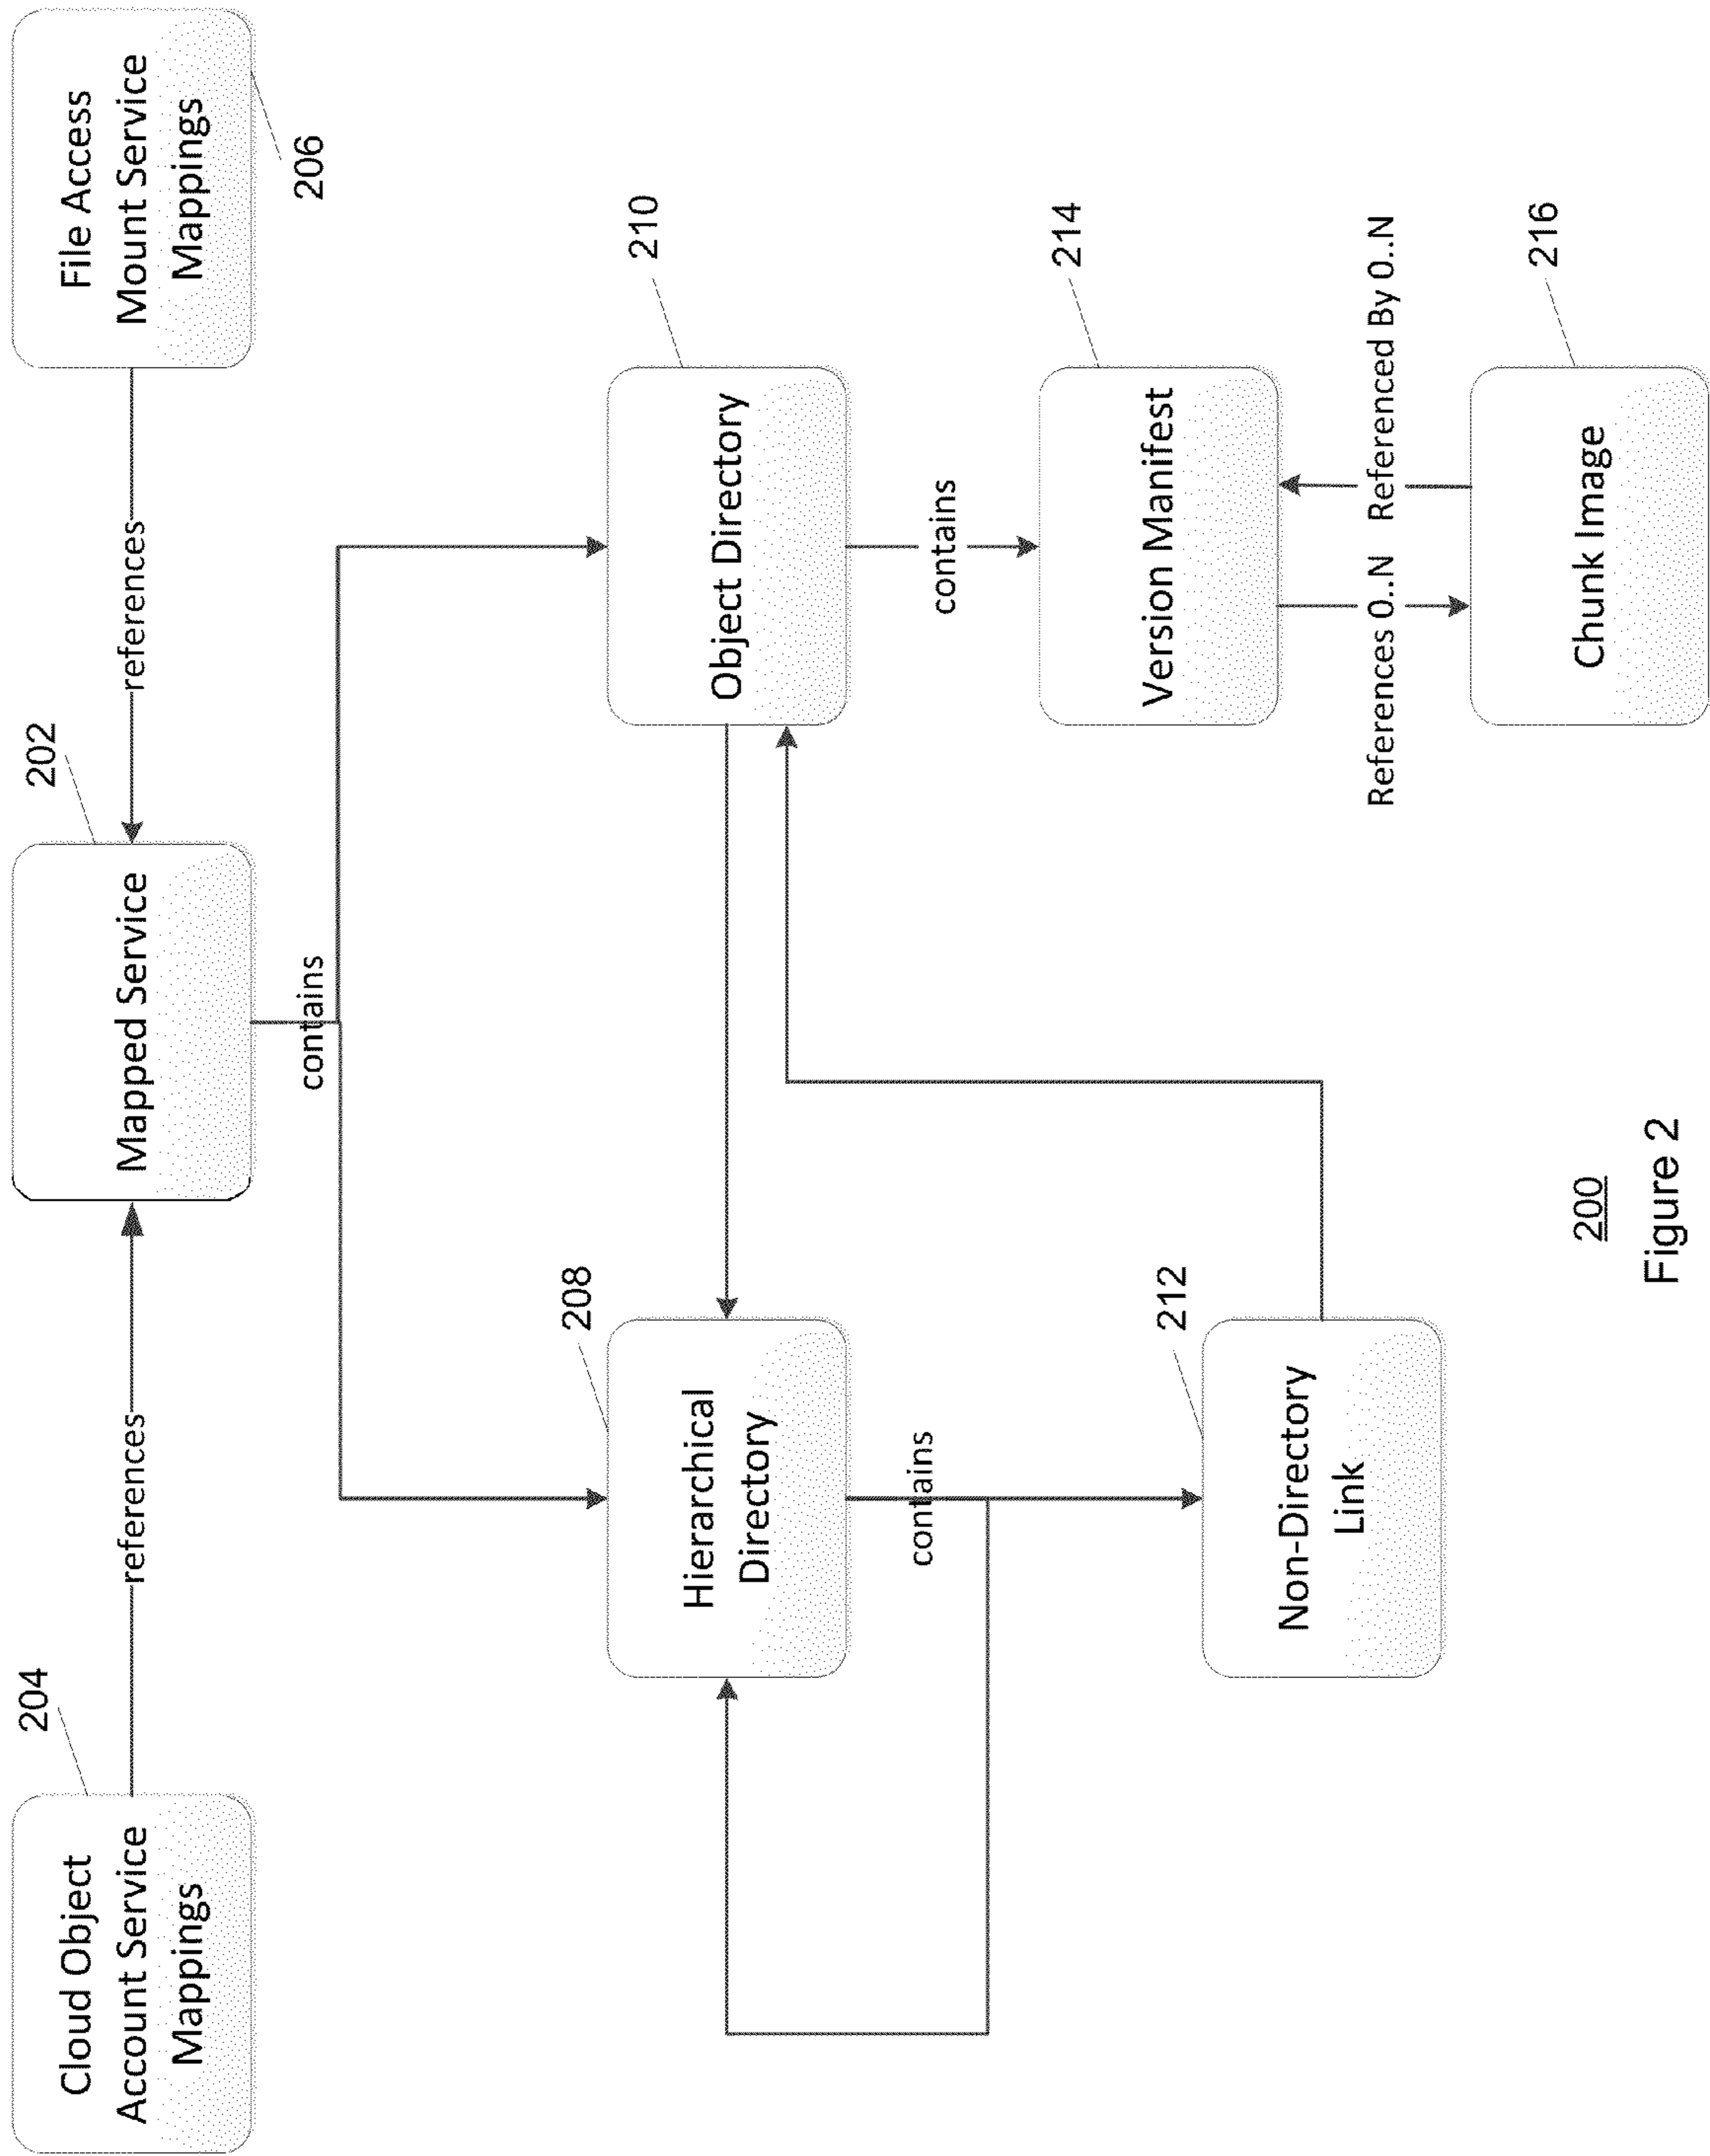 204
Cloud Object
Account Service
Mappings
references
202
Mapped Service
references
File Access
Mount Service
Mappings
206
contains
208
Hierarchical
Directory
210
Object Directory
contains
contains
212
Non-Directory
Link
214
Version Manifest
References 0..N
Referenced By 0..N
216
Chunk Image
200
Figure 2